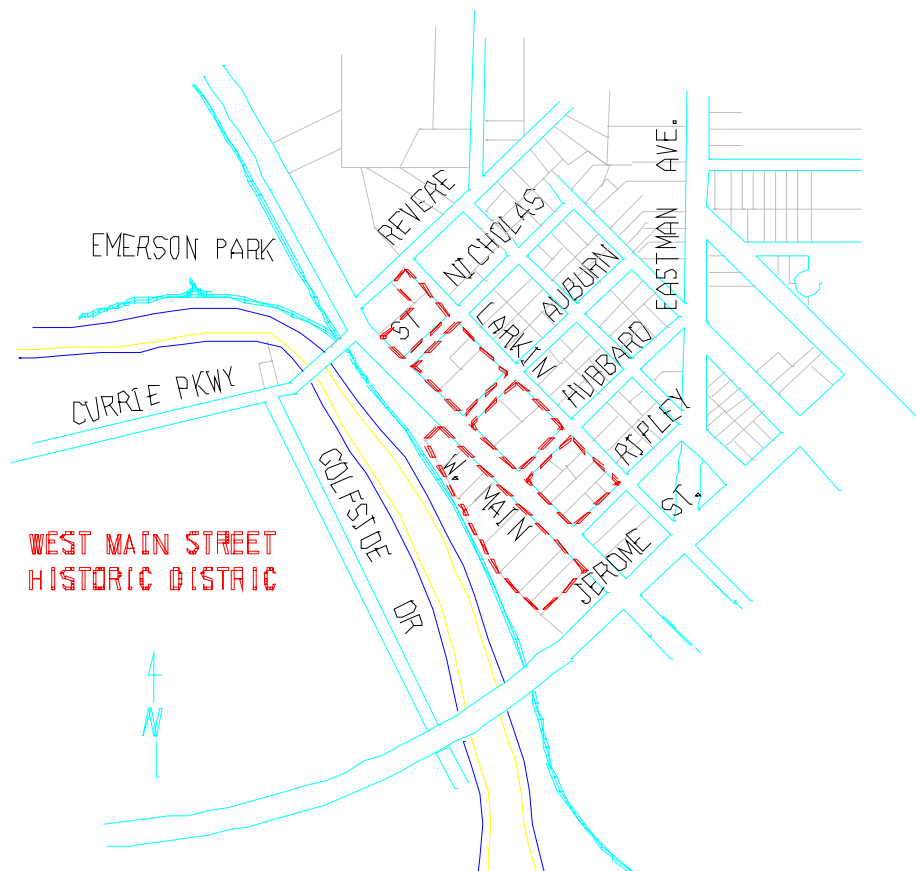 EASTMAN AVE.
REVERE
NICHOLAS
EMERSON PARK
AUBURN
LARKIN
ST
HUBBARD
CURRIE PKWY
RIPLEY
W. MAIN
GOLFSIDE DR
ST.
WEST MAIN STREET
HISTORIC DISTRIC
JEROME
N